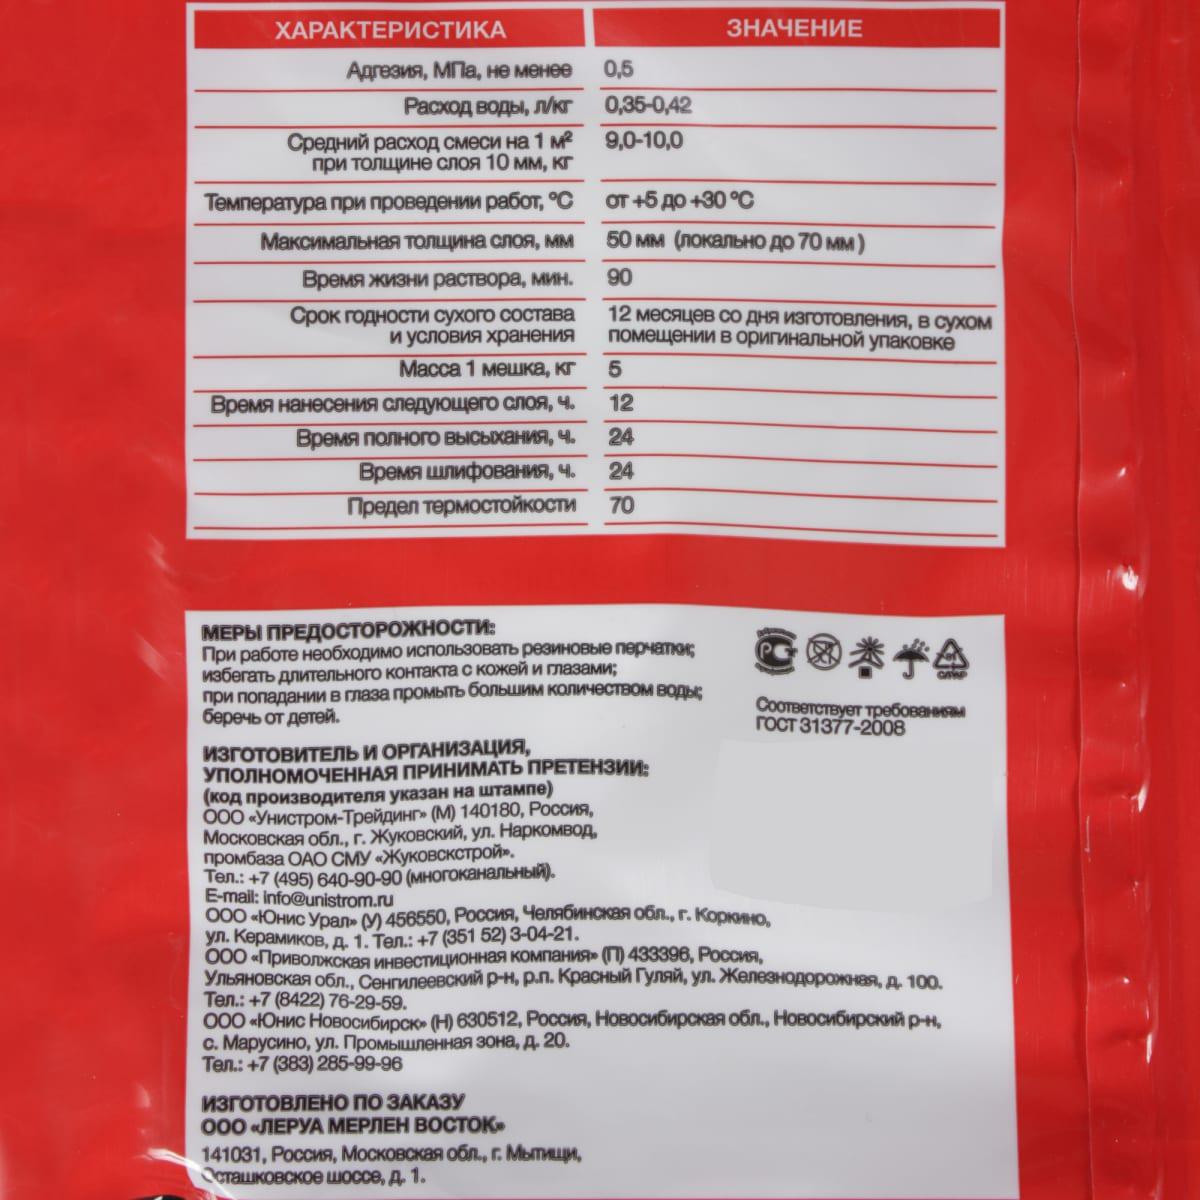 ХАРАКТЕРИСТИКА ЗНАЧЕНИЕ
Адгезия, МПа, не менее 0,5
Расход воды, л/кг 0,35-0,42
Средний расход смеси на 1 м² 9,0-10,0
при толщине слоя 10 мм, кг
Температура при проведении работ, °C от +5 до +30 °C
Максимальная толщина слоя, мм 50 мм (локально до 70 мм)
Время жизни раствора, мин. 90
Срок годности сухого состава 12 месяцев со дня изготовления, в сухом
и условия хранения помещении в оригинальной упаковке
Масса 1 мешка, кг 5
Время нанесения следующего слоя, ч. 12
Время полного высыхания, ч. 24
Время шлифования, ч. 24
Предел термостойкости 70
МЕРЫ ПРЕДОСТОРОЖНОСТИ:
При работе необходимо использовать резиновые перчатки;
избегать длительного контакта с кожей и глазами;
при попадании в глаза промыть большим количеством воды;
беречь от детей.
Соответствует требованиям
ГОСТ 31377-2008
ИЗГОТОВИТЕЛЬ И ОРГАНИЗАЦИЯ,
УПОЛНОМОЧЕННАЯ ПРИНИМАТЬ ПРЕТЕНЗИИ:
(код производителя указан на штампе)
ООО «Унистром-Трейдинг» (М) 140180, Россия,
Московская обл., г. Жуковский, ул. Наркомвод,
промбаза ОАО СМУ «Жуковскстрой».
Тел.: +7 (495) 640-90-90 (многоканальный).
E-mail: info@unistrom.ru
ООО «Юнис Урал» (У) 456550, Россия, Челябинская обл., г. Коркино,
ул. Керамиков, д. 1. Тел.: +7 (351 52) 3-04-21.
ООО «Приволжская инвестиционная компания» (П) 433396, Россия,
Ульяновская обл., Сенгилеевский р-н, р.п. Красный Гуляй, ул. Железнодорожная, д. 100.
Тел.: +7 (8422) 76-29-59.
ООО «Юнис Новосибирск» (Н) 630512, Россия, Новосибирская обл., Новосибирский р-н,
с. Марусино, ул. Промышленная зона, д. 20.
Тел.: +7 (383) 285-99-96
ИЗГОТОВЛЕНО ПО ЗАКАЗУ
ООО «ЛЕРУА МЕРЛЕН ВОСТОК»
141031, Россия, Московская обл., г. Мытищи,
Осташковское шоссе, д. 1.